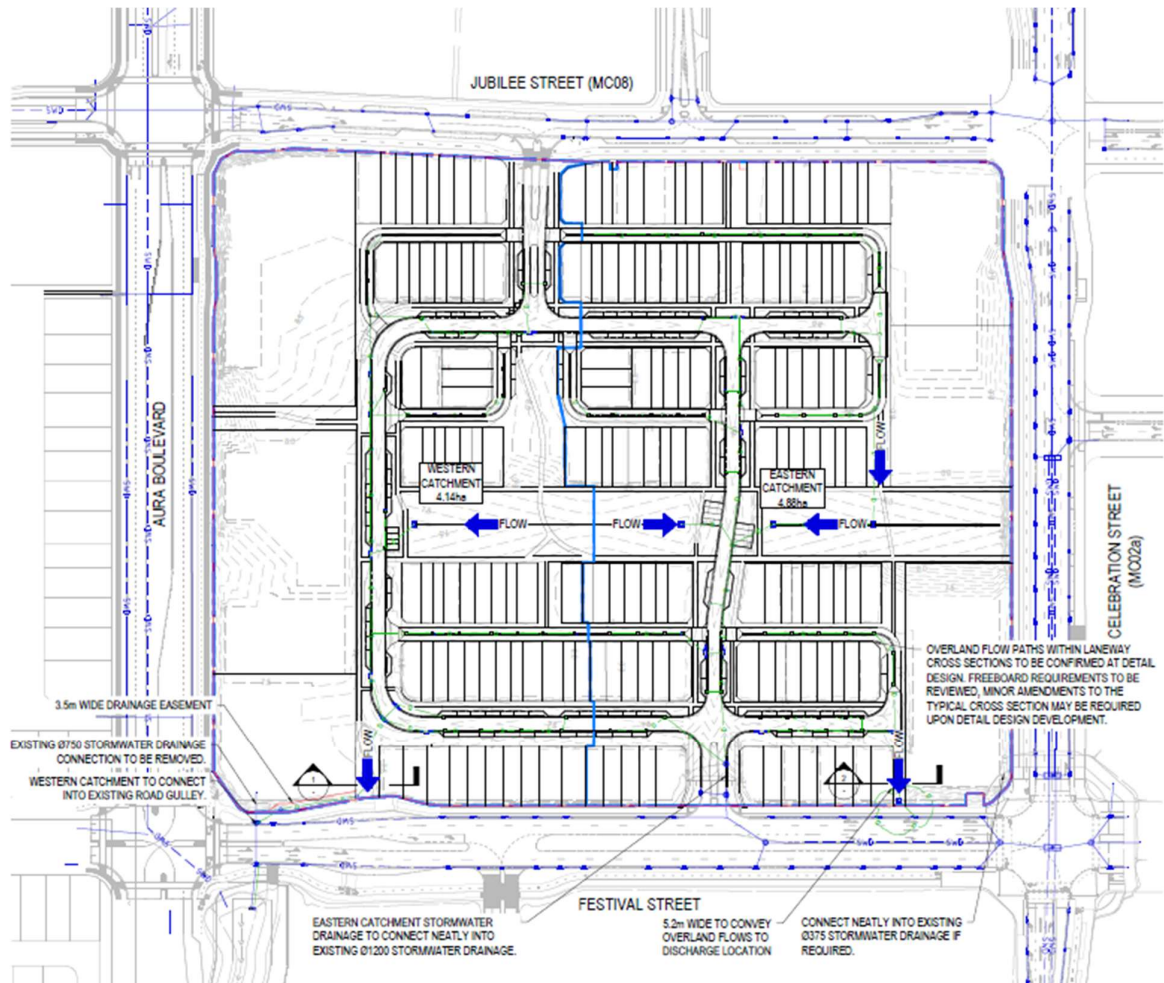 JUBILEE STREET (MC08)
AURA BOULEVARD
WESTERN
CATCHMENT
4.14ha
EASTERN
CATCHMENT
4.88ha
FLOW
FLOW
FLOW
FLOW
CELEBRATION STREET
(MC02a)
OVERLAND FLOW PATHS WITHIN LANEWAY
CROSS SECTIONS TO BE CONFIRMED AT DETAIL
DESIGN. FREEBOARD REQUIREMENTS TO BE
REVIEWED, MINOR AMENDMENTS TO THE
TYPICAL CROSS SECTION MAY BE REQUIRED
UPON DETAIL DESIGN DEVELOPMENT.
3.5m WIDE DRAINAGE EASEMENT
EXISTING Ø750 STORMWATER DRAINAGE
CONNECTION TO BE REMOVED.
WESTERN CATCHMENT TO CONNECT
INTO EXISTING ROAD GULLEY.
FLOW
FLOW
1
2
SWD
SWD
SWD
FESTIVAL STREET
EASTERN CATCHMENT STORMWATER
DRAINAGE TO CONNECT NEATLY INTO
EXISTING Ø1200 STORMWATER DRAINAGE.
5.2m WIDE TO CONVEY
OVERLAND FLOWS TO
DISCHARGE LOCATION
CONNECT NEATLY INTO EXISTING
Ø375 STORMWATER DRAINAGE IF
REQUIRED.